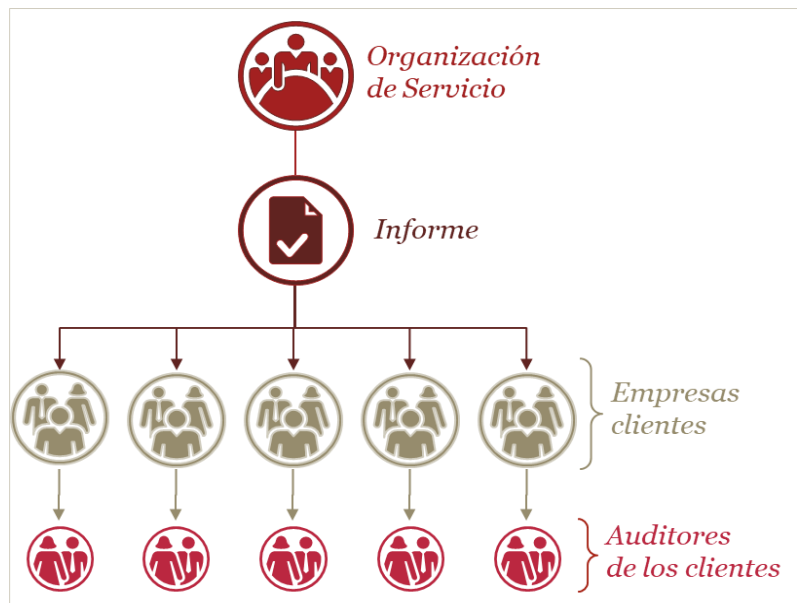 Organización
de Servicio
Informe
Empresas
clientes
Auditores
de los clientes